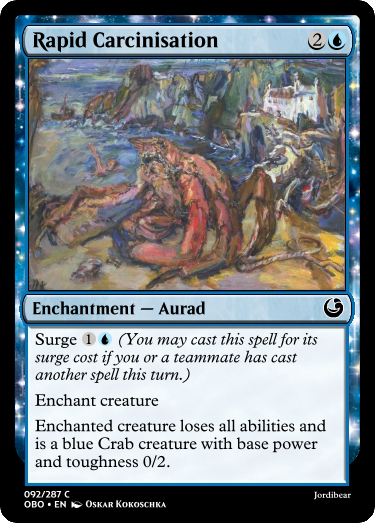 Rapid Carcinisation 2
Enchantment — Aurad
Surge 1 (You may cast this spell for its
surge cost if you or a teammate has cast
another spell this turn.)
Enchant creature
Enchanted creature loses all abilities and
is a blue Crab creature with base power
and toughness 0/2.
092/287 C
OBO • EN Oskar Kokoschka
Jordibear